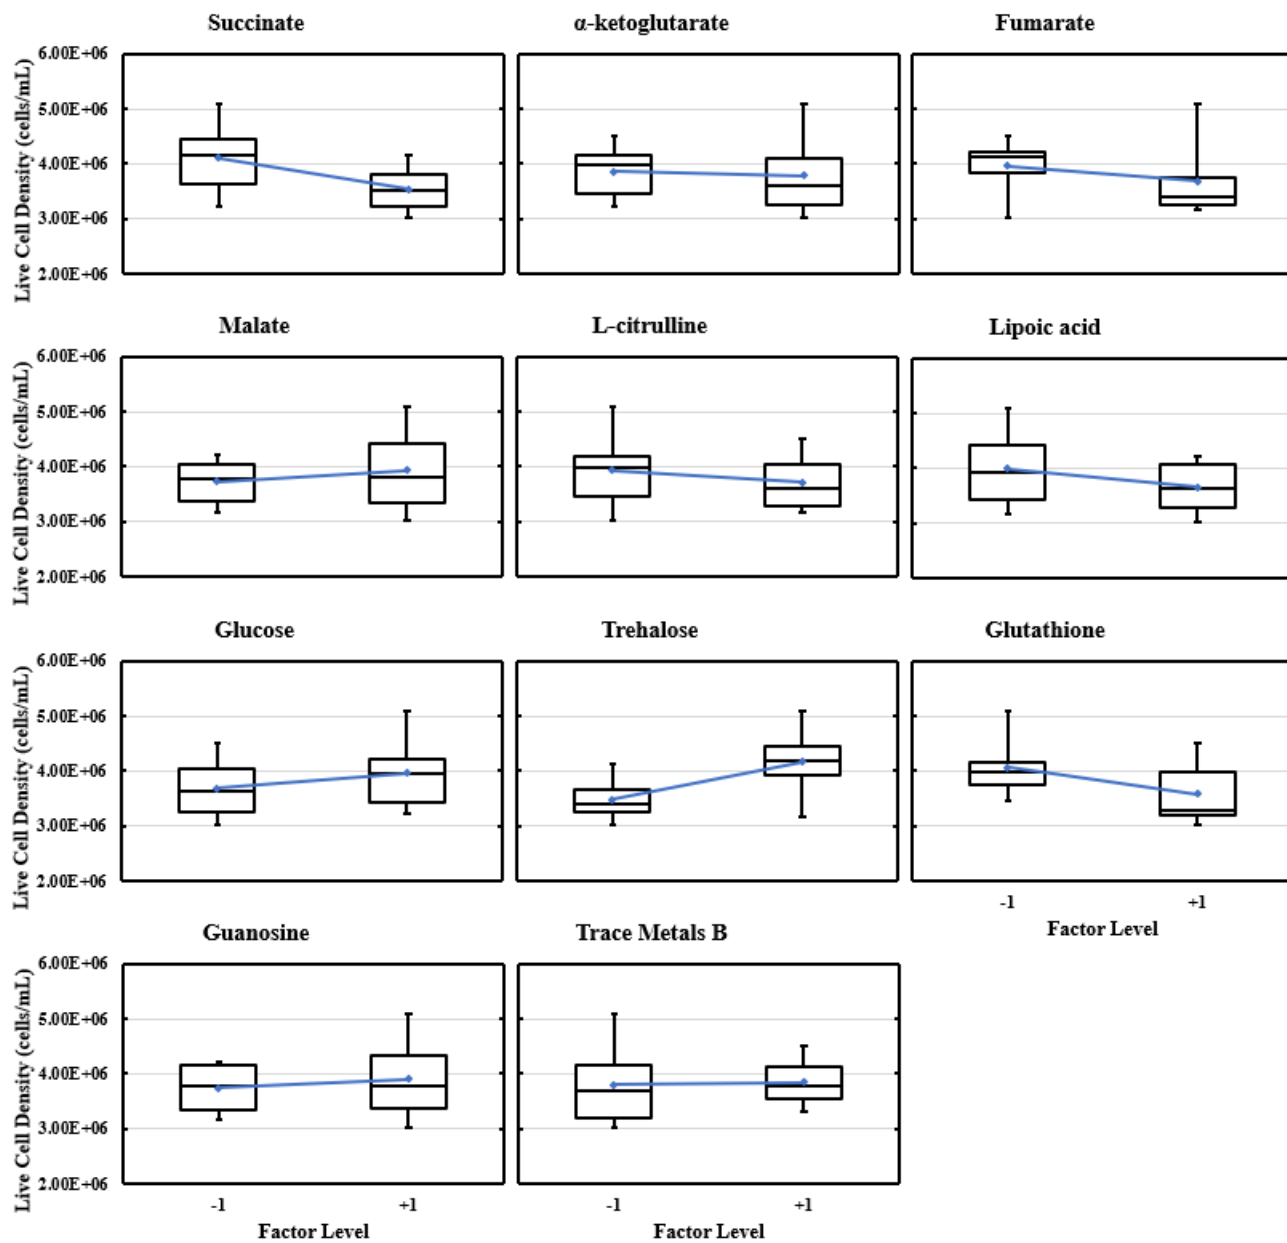 Succinate
α-ketoglutarate
Fumarate
Live Cell Density (cells/mL)
6.00E+06
5.00E+06
4.00E+06
3.00E+06
2.00E+06
Malate
L-citrulline
Lipoic acid
Live Cell Density (cells/mL)
6.00E+06
5.00E+06
4.00E+06
3.00E+06
2.00E+06
Glucose
Trehalose
Glutathione
Live Cell Density (cells/mL)
6.00E+06
5.00E+06
4.00E+06
3.00E+06
2.00E+06
-1
+1
Factor Level
Guanosine
Trace Metals B
Live Cell Density (cells/mL)
6.00E+06
5.00E+06
4.00E+06
3.00E+06
2.00E+06
-1
+1
-1
+1
Factor Level
Factor Level